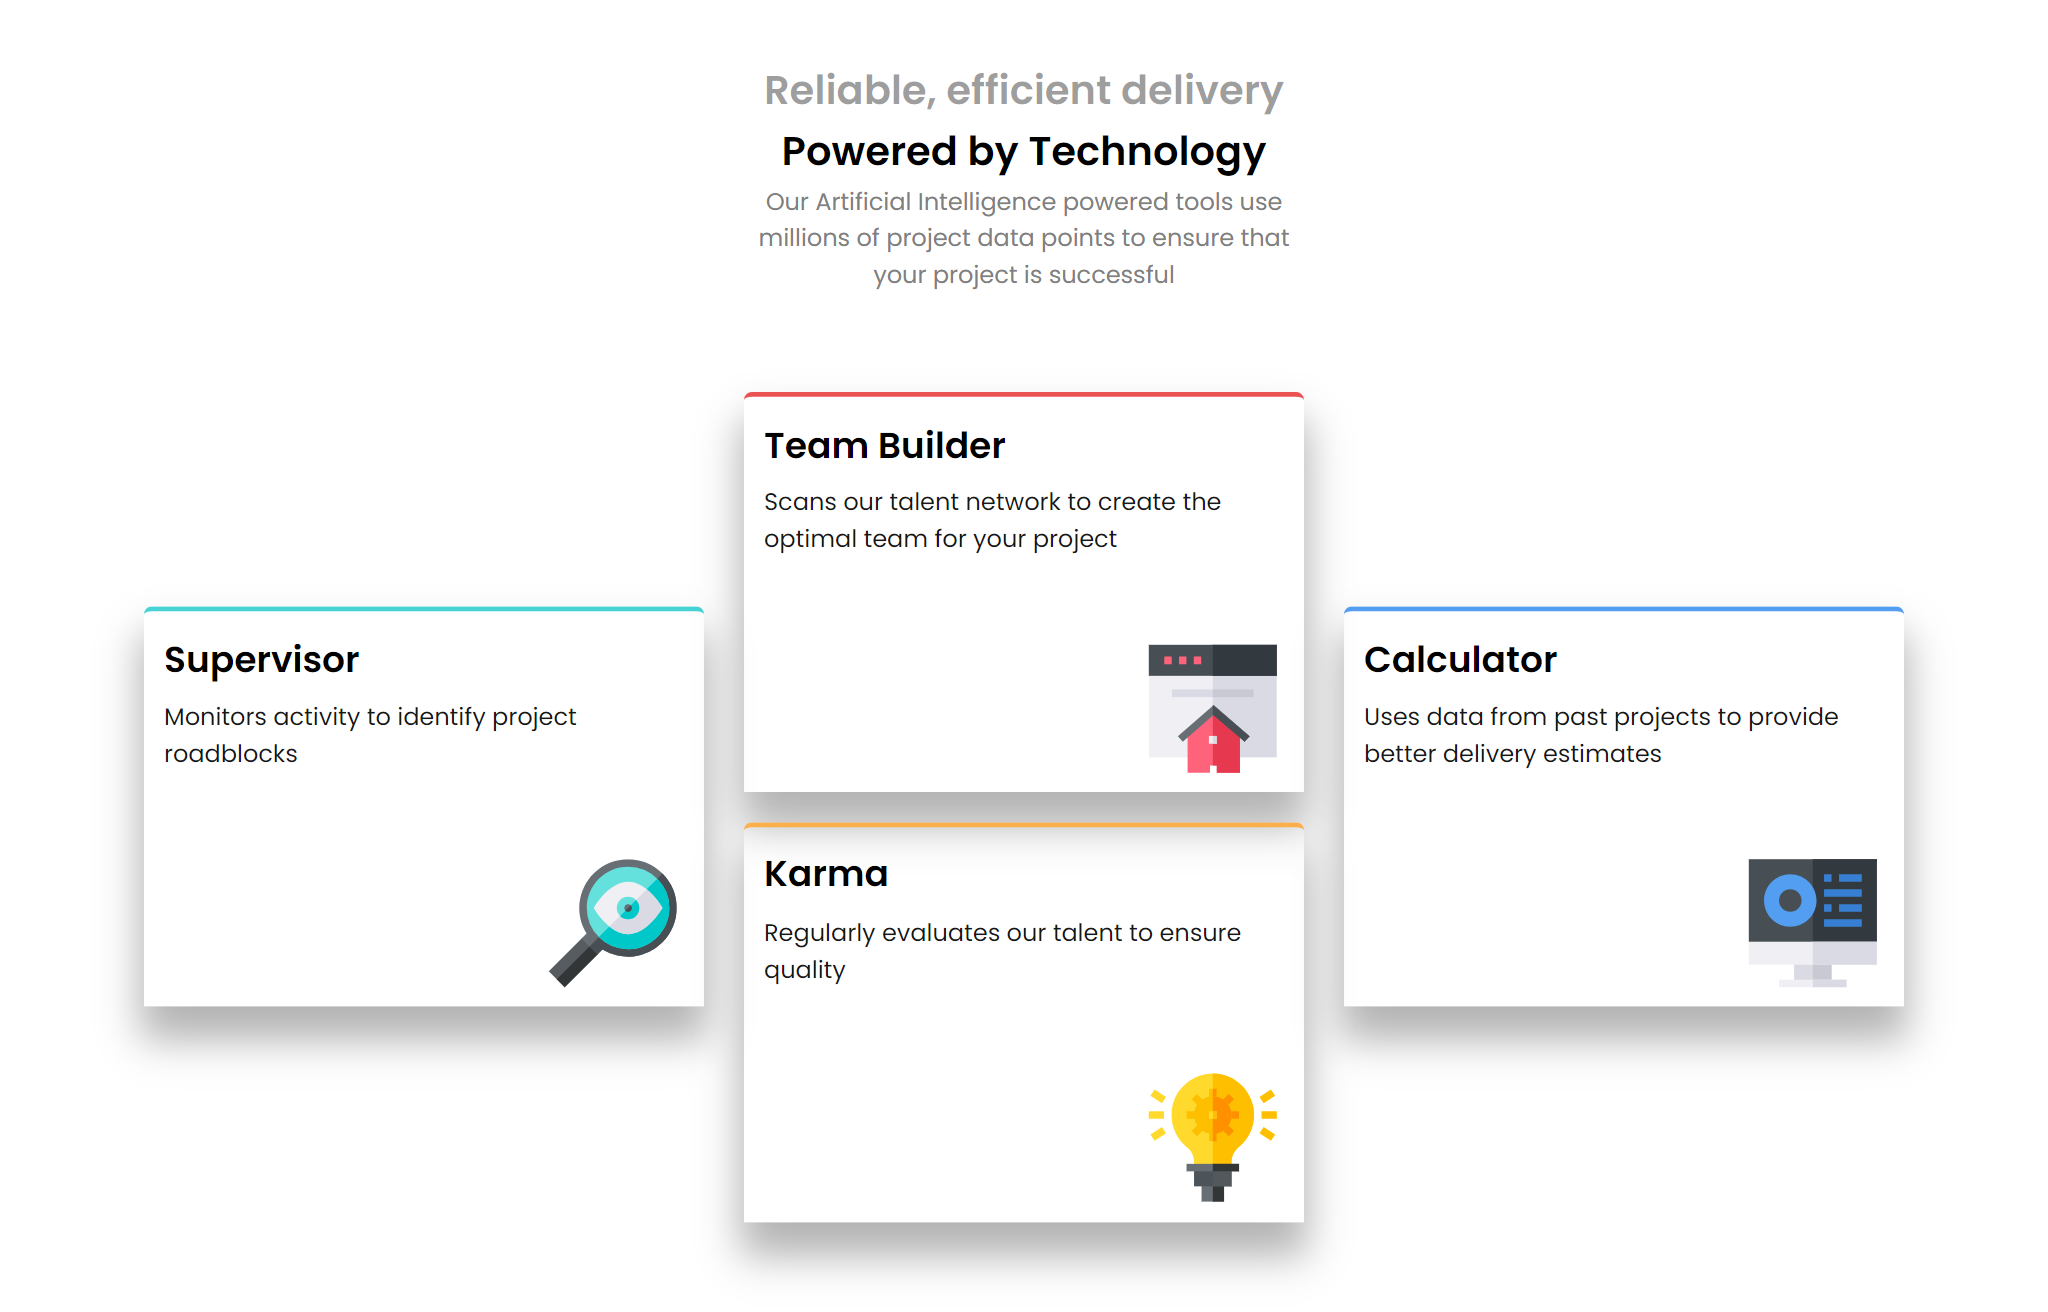 Reliable, efficient delivery
Powered by Technology
Our Artificial Intelligence powered tools use
millions of project data points to ensure that
your project is successful
Supervisor
Monitors activity to identify project
roadblocks
Team Builder
Scans our talent network to create the
optimal team for your project
Karma
Regularly evaluates our talent to ensure
quality
Calculator
Uses data from past projects to provide
better delivery estimates